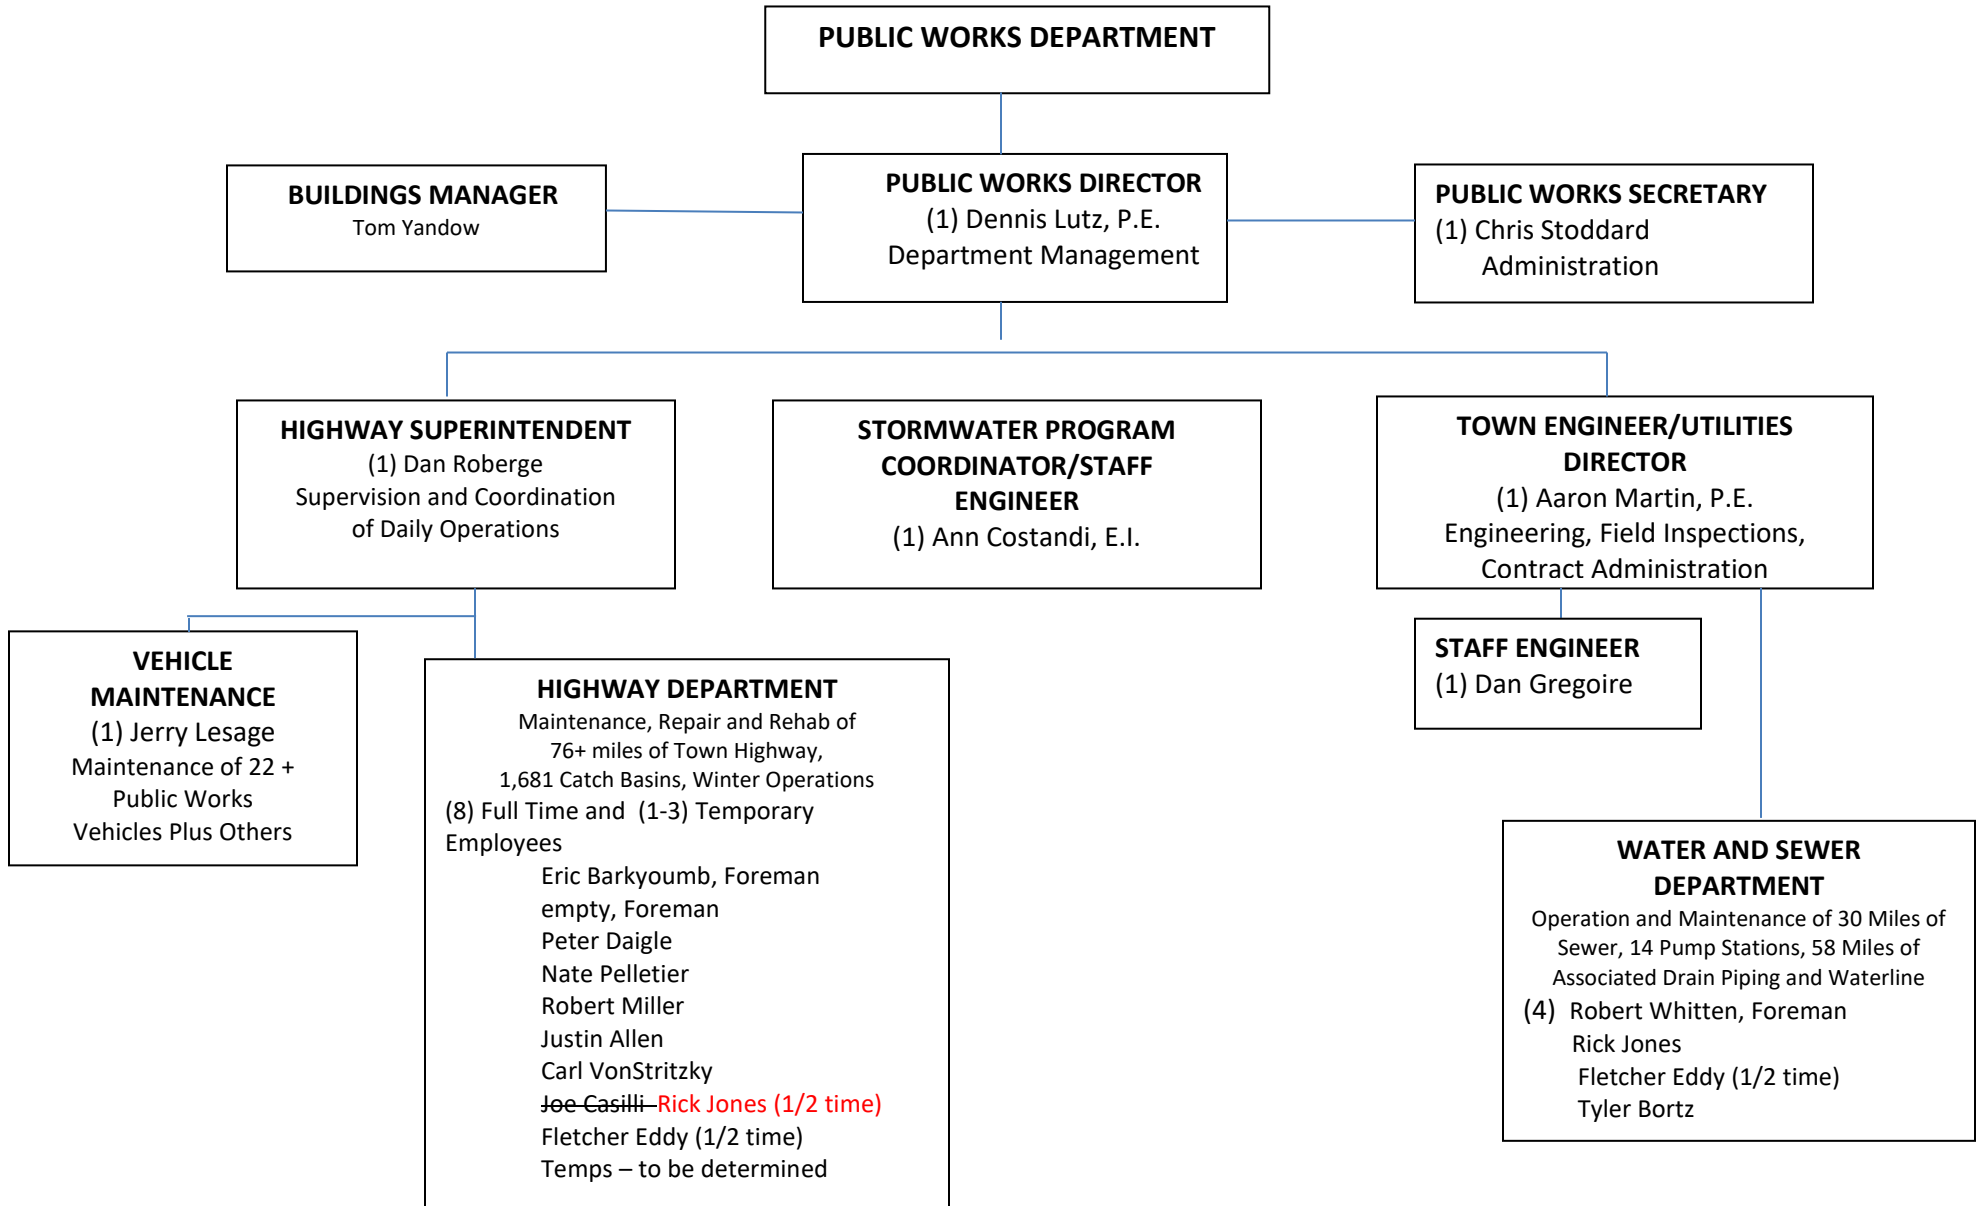 PUBLIC WORKS DEPARTMENT
BUILDINGS MANAGER
Tom Yandow
PUBLIC WORKS DIRECTOR
(1) Dennis Lutz, P.E.
Department Management
PUBLIC WORKS SECRETARY
(1) Chris Stoddard
Administration
HIGHWAY SUPERINTENDENT
(1) Dan Roberge
Supervision and Coordination
of Daily Operations
STORMWATER PROGRAM
COORDINATOR/STAFF
ENGINEER
(1) Ann Costandi, E.I.
TOWN ENGINEER/UTILITIES
DIRECTOR
(1) Aaron Martin, P.E.
Engineering, Field Inspections,
Contract Administration
VEHICLE
MAINTENANCE
(1) Jerry Lesage
Maintenance of 22 +
Public Works
Vehicles Plus Others
HIGHWAY DEPARTMENT
Maintenance, Repair and Rehab of
76+ miles of Town Highway,
1,681 Catch Basins, Winter Operations
(8) Full Time and (1-3) Temporary
Employees
Eric Barkyoumb, Foreman
empty, Foreman
Peter Daigle
Nate Pelletier
Robert Miller
Justin Allen
Carl VonStritzky
Joe Casilli Rick Jones (1/2 time)
Fletcher Eddy (1/2 time)
Temps – to be determined
STAFF ENGINEER
(1) Dan Gregoire
WATER AND SEWER
DEPARTMENT
Operation and Maintenance of 30 Miles of
Sewer, 14 Pump Stations, 58 Miles of
Associated Drain Piping and Waterline
(4) Robert Whitten, Foreman
Rick Jones
Fletcher Eddy (1/2 time)
Tyler Bortz